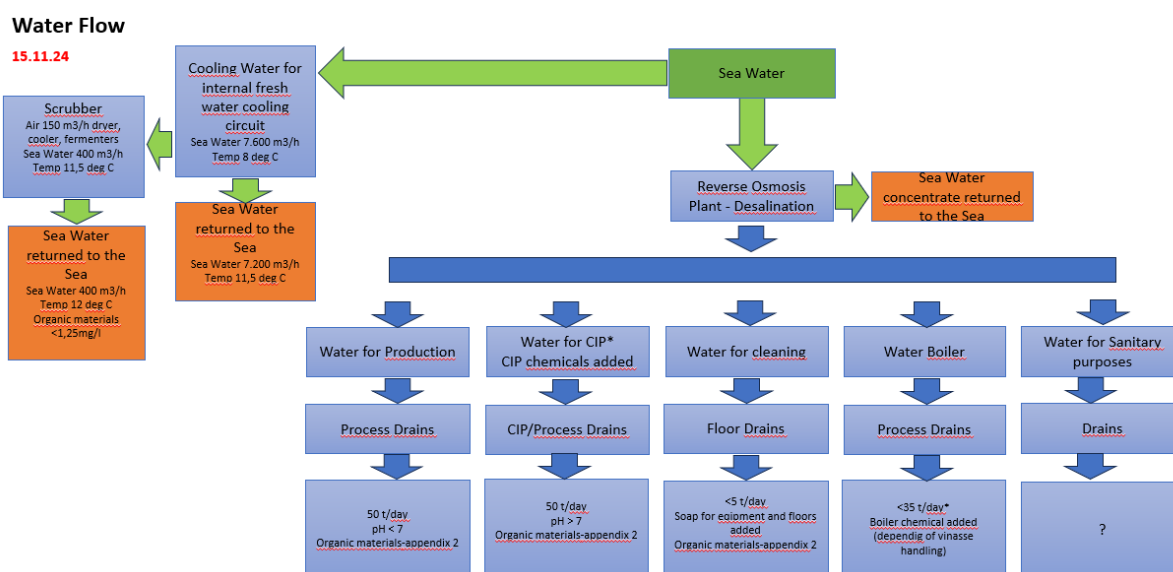 Water Flow
15.11.24
Cooling Water for
internal fresh
water cooling
circuit
Sea Water 7.600 m3/h
Temp 8 deg C
Sea Water
Scrubber
Air 150 m3/h dryer,
cooler, fermenters
Sea Water 400 m3/h
Temp 11,5 deg C
Reverse Osmosis
Plant - Desalination
Sea Water
concentrate returned
to the Sea
Sea Water
returned to the
Sea
Sea Water 7.200 m3/h
Temp 11,5 deg C
Sea Water
returned to the
Sea
Sea Water 400 m3/h
Temp 12 deg C
Organic materials
<1,25mg/l
Water for Production
Water for CIP*
CIP chemicals added
Water for cleaning
Water Boiler
Water for Sanitary
purposes
Process Drains
CIP/Process Drains
Floor Drains
Process Drains
Drains
50 t/day
pH < 7
Organic materials-appendix 2
50 t/day
pH > 7
Organic materials-appendix 2
<5 t/day
Soap for eqipment and floors
added
Organic materials-appendix 2
<35 t/day*
Boiler chemical added
(dependig of vinasse
handling)
?